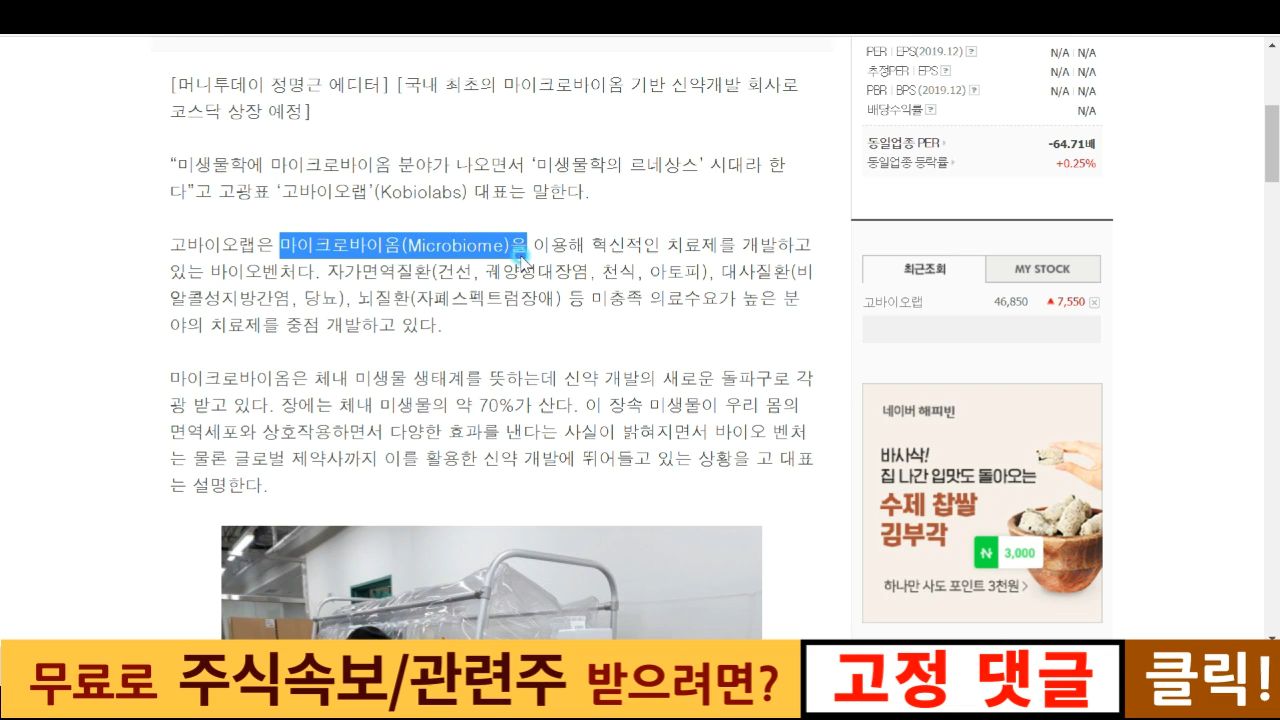 [머니투데이 정명근 에디터] [국내 최초의 마이크로바이옴 기반 신약개발 회사로
코스닥 상장 예정]
“미생물학에 마이크로바이옴 분야가 나오면서 ‘미생물학의 르네상스’ 시대라 한
다”고 고광표 ‘고바이오랩'(Kobiolabs) 대표는 말한다.
고바이오랩은 마이크로바이옴(Microbiome)을 이용해 혁신적인 치료제를 개발하고
있는 바이오벤처다. 자가면역질환(건선, 궤양성대장염, 천식, 아토피), 대사질환(비
알콜성지방간염, 당뇨), 뇌질환(자폐스펙트럼장애) 등 미충족 의료수요가 높은 분
야의 치료제를 중점 개발하고 있다.
마이크로바이옴은 체내 미생물 생태계를 뜻하는데 신약 개발의 새로운 돌파구로 각
광 받고 있다. 장에는 체내 미생물의 약 70%가 산다. 이 장속 미생물이 우리 몸의
면역세포와 상호작용하면서 다양한 효과를 낸다는 사실이 밝혀지면서 바이오 벤처
는 물론 글로벌 제약사까지 이를 활용한 신약 개발에 뛰어들고 있는 상황을 고 대표
는 설명한다.
PER | EPS(2019.12) ? N/A | N/A
추정PER | EPS ? N/A | N/A
PBR | BPS (2019.12) ? N/A | N/A
배당수익률 ? N/A
동일업종 PER -64.71배
동일업종 등락률 +0.25%
최근조회 MY STOCK
고바이오랩 46,850 ▲ 7,550
네이버 해피빈
바사삭!
집 나간 입맛도 돌아오는
수제 찹쌀
김부각
N 3,000
하나만 사도 포인트 3천원 >
무료로 주식속보/관련주 받으려면? 고정 댓글 클릭!